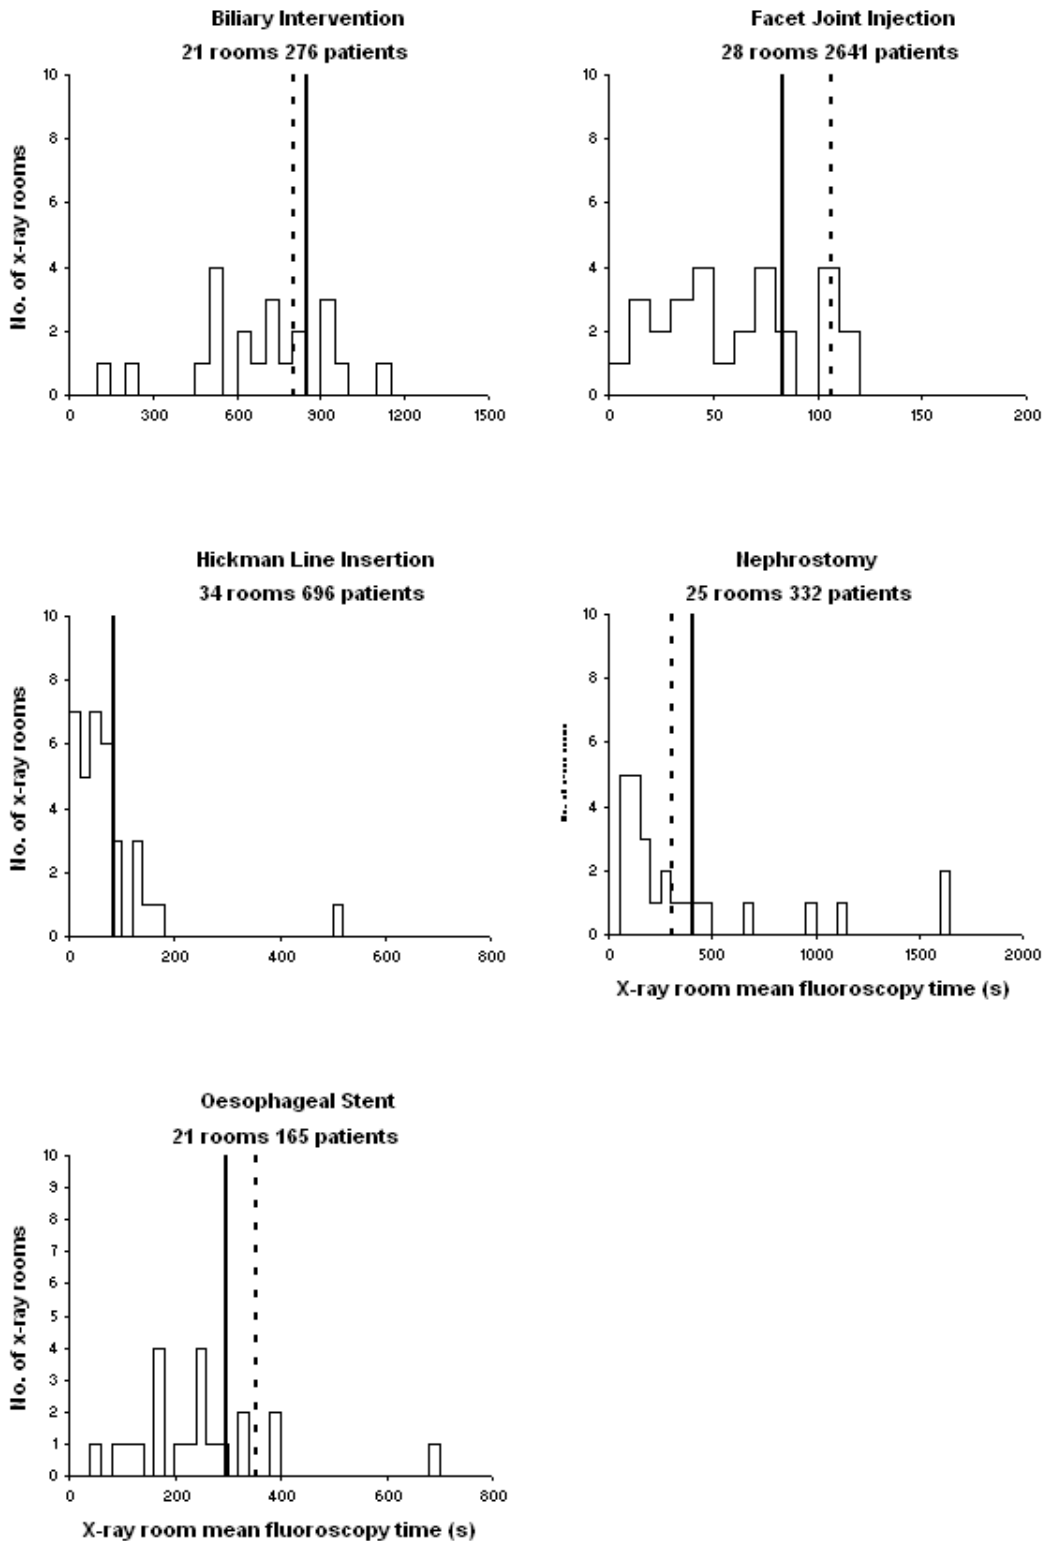 Biliary Intervention
21 rooms 276 patients
No. of x-ray rooms
10
8
6
4
2
0
0 300 600 900 1200 1500
Facet Joint Injection
28 rooms 2641 patients
10
8
6
4
2
0
0 50 100 150 200
Hickman Line Insertion
34 rooms 696 patients
No. of x-ray rooms
10
8
6
4
2
0
0 200 400 600 800
Nephrostomy
25 rooms 332 patients
10
8
6
4
2
0
0 500 1000 1500 2000
X-ray room mean fluoroscopy time (s)
Oesophageal Stent
21 rooms 165 patients
No. of x-ray rooms
10
9
8
7
6
5
4
3
2
1
0
0 200 400 600 800
X-ray room mean fluoroscopy time (s)